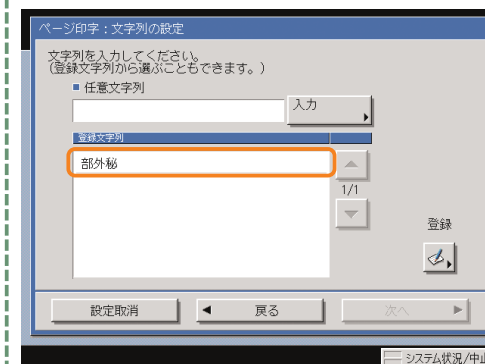 ページ印字：文字列の設定
文字列を入力してください。
(登録文字列から選ぶこともできます。)
■ 任意文字列
入力
登録文字列
部外秘
1/1
登録
設定取消
◀ 戻る
次へ ▶
システム状況/中止